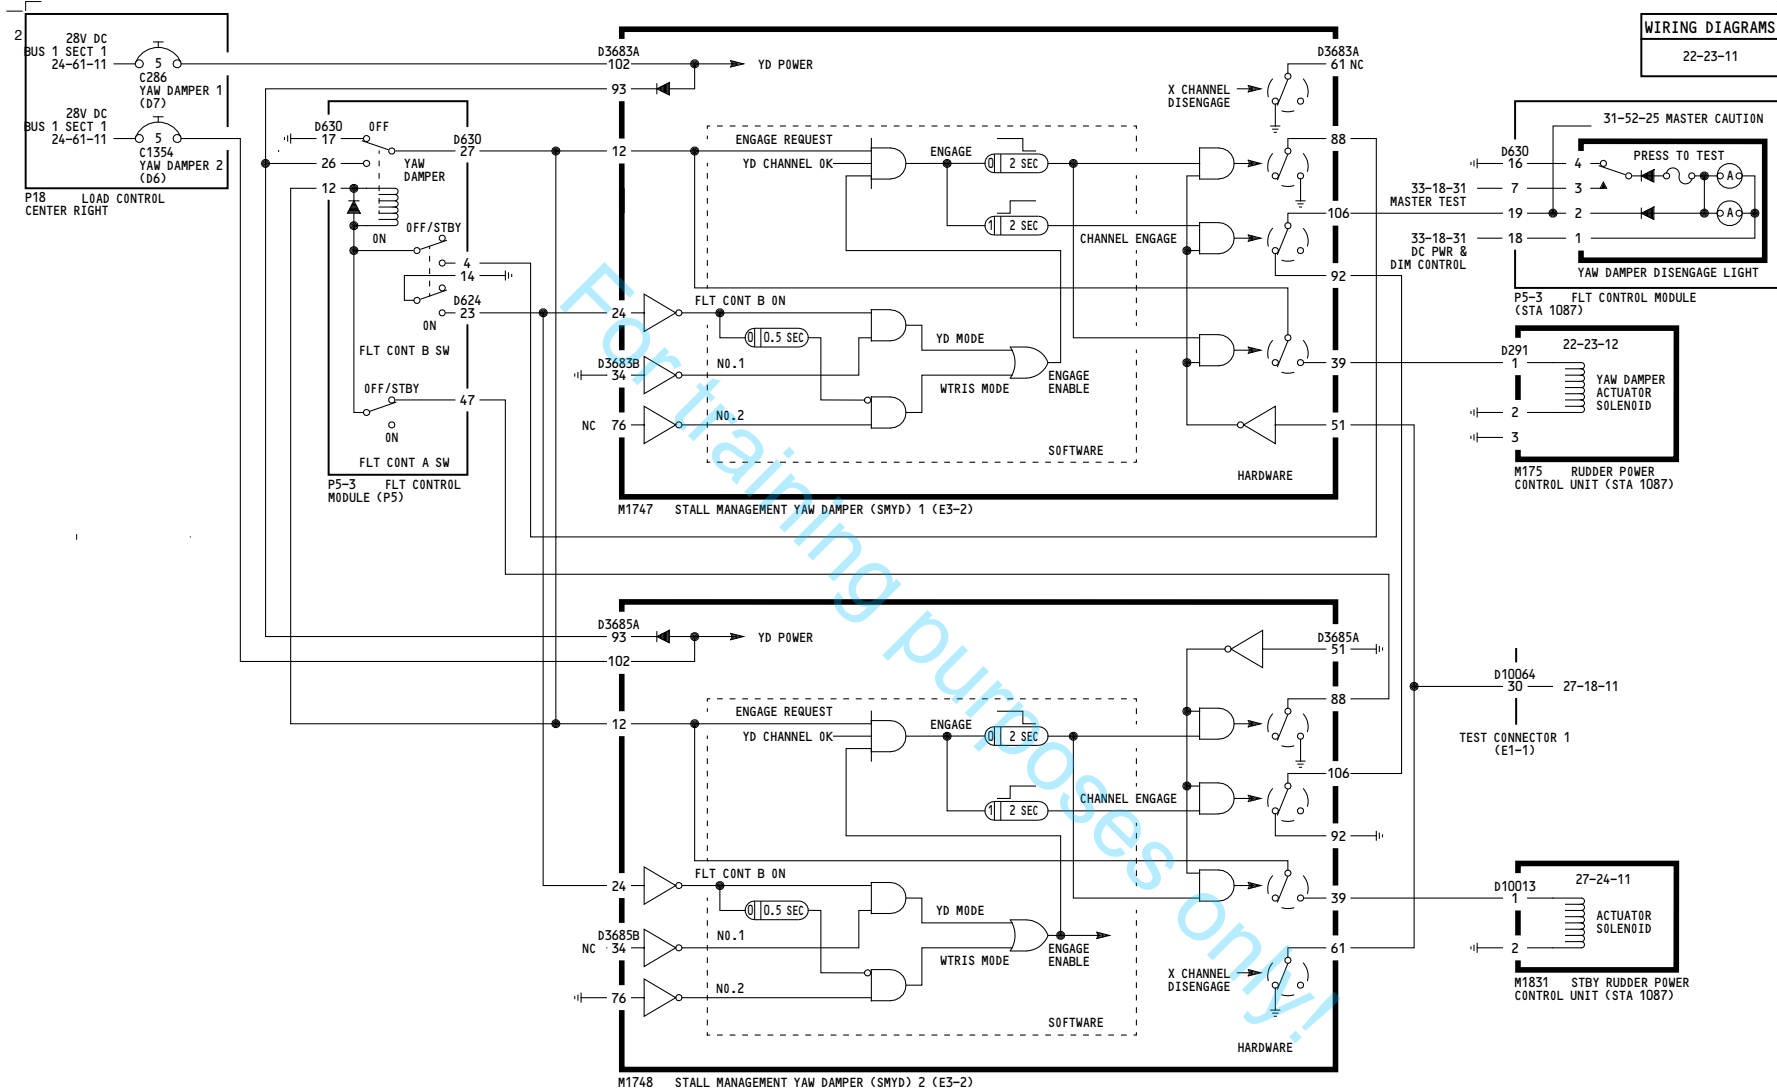 2
28V DC
BUS 1 SECT 1
24-61-11
5
C286
YAW DAMPER 1
(D7)
28V DC
BUS 1 SECT 1
24-61-11
5
C1354
YAW DAMPER 2
(D6)
P18 LOAD CONTROL
CENTER RIGHT
D630
17
OFF
D630
27
26
YAW
DAMPER
12
ON
OFF/STBY
4
14
D624
23
ON
FLT CONT B SW
OFF/STBY
47
ON
FLT CONT A SW
P5-3 FLT CONTROL
MODULE (P5)
D3683A
102
YD POWER
93
12
ENGAGE REQUEST
YD CHANNEL OK
ENGAGE
0 2 SEC
1 2 SEC
CHANNEL ENGAGE
24
FLT CONT B ON
0 0.5 SEC
YD MODE
D3683B
34
NO.1
WTRIS MODE
ENGAGE
ENABLE
NC 76
NO.2
SOFTWARE
HARDWARE
X CHANNEL
DISENGAGE
D3683A
61 NC
88
106
92
39
51
M1747 STALL MANAGEMENT YAW DAMPER (SMYD) 1 (E3-2)
WIRING DIAGRAMS
22-23-11
31-52-25 MASTER CAUTION
D630
16
4
PRESS TO TEST
A
33-18-31
MASTER TEST
7
3
19
2
A
33-18-31
DC PWR &
DIM CONTROL
18
1
YAW DAMPER DISENGAGE LIGHT
P5-3 FLT CONTROL MODULE
(STA 1087)
D291
1
22-23-12
YAW DAMPER
ACTUATOR
SOLENOID
2
3
M175 RUDDER POWER
CONTROL UNIT (STA 1087)
D3685A
93
YD POWER
102
12
ENGAGE REQUEST
YD CHANNEL OK
ENGAGE
0 2 SEC
1 2 SEC
CHANNEL ENGAGE
24
FLT CONT B ON
0 0.5 SEC
YD MODE
D3685B
NC 34
NO.1
WTRIS MODE
ENGAGE
ENABLE
76
NO.2
SOFTWARE
HARDWARE
X CHANNEL
DISENGAGE
D3685A
51
88
106
92
39
61
M1748 STALL MANAGEMENT YAW DAMPER (SMYD) 2 (E3-2)
D10064
30
27-18-11
TEST CONNECTOR 1
(E1-1)
D10013
1
27-24-11
ACTUATOR
SOLENOID
2
M1831 STBY RUDDER POWER
CONTROL UNIT (STA 1087)
For training purposes only!